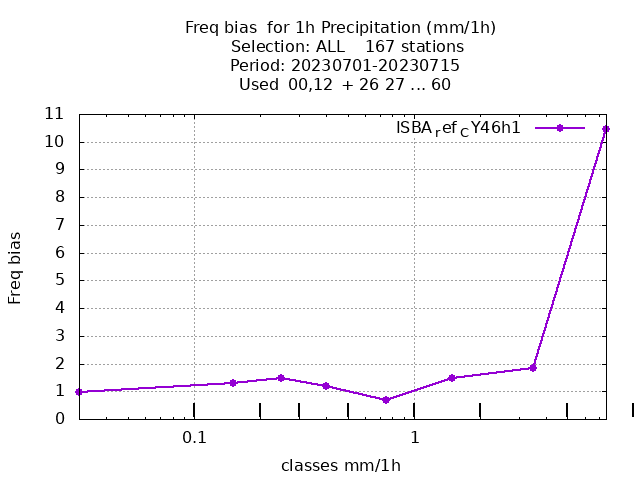 Freq bias  for 1h Precipitation (mm/1h)
Selection: ALL    167 stations
Period: 20230701-20230715
Used  00,12  + 26 27 ... 60
ISBA_ref_CY46h1
11
10
9
8
7
6
5
4
3
2
1
0
Freq bias
0.1 1
classes mm/1h